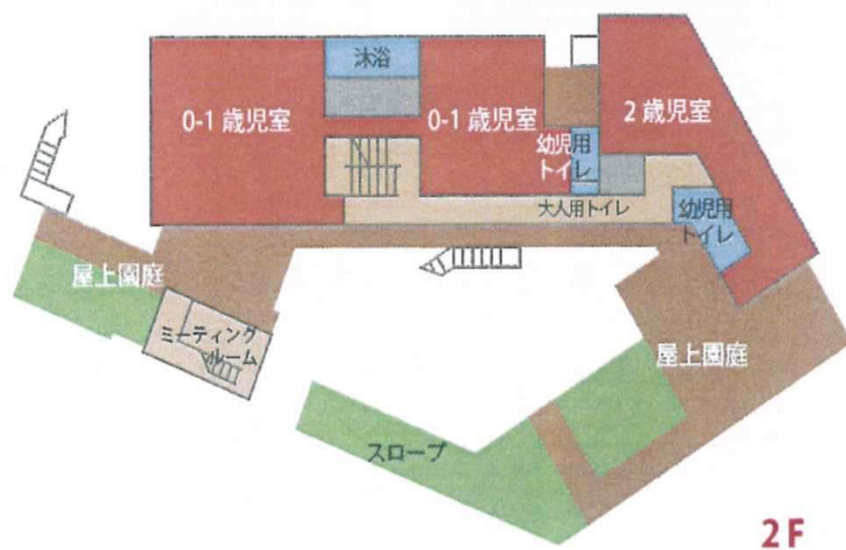 沐浴
0-1 歳児室
0-1 歳児室
2 歳児室
幼児用
トイレ
大人用トイレ
幼児用
トイレ
屋上園庭
ミーティング
ルーム
屋上園庭
スロープ
2F